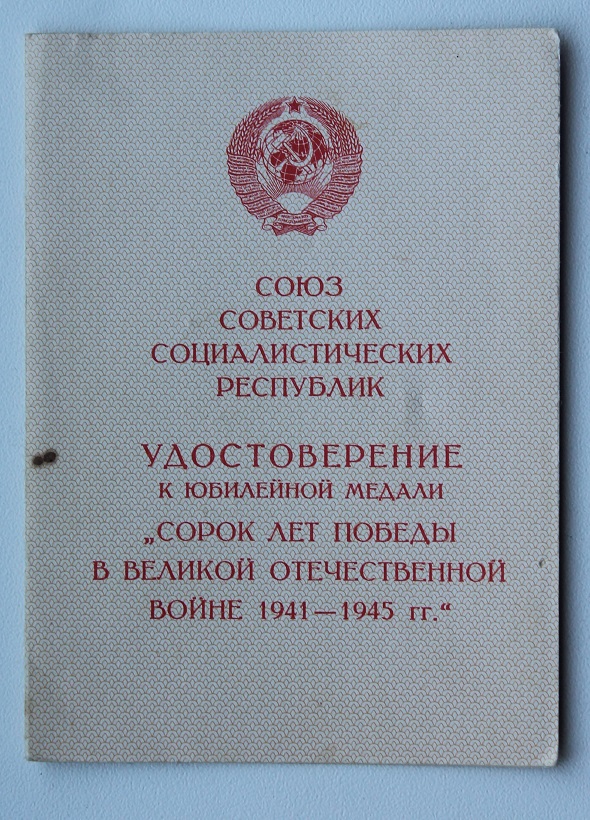 СОЮЗ
СОВЕТСКИХ
СОЦИАЛИСТИЧЕСКИХ
РЕСПУБЛИК
УДОСТОВЕРЕНИЕ
К ЮБИЛЕЙНОЙ МЕДАЛИ
„СОРОК ЛЕТ ПОБЕДЫ
В ВЕЛИКОЙ ОТЕЧЕСТВЕННОЙ
ВОЙНЕ 1941—1945 гг.“